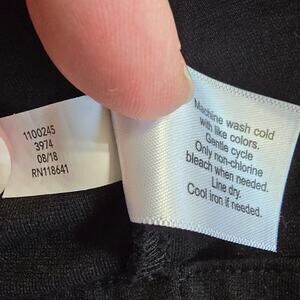 1100245
3974
08/18
RN118641
Machine wash cold
with like colors.
Gentle cycle
Only non-chlorine
bleach when needed.
Line dry.
Cool iron if needed.